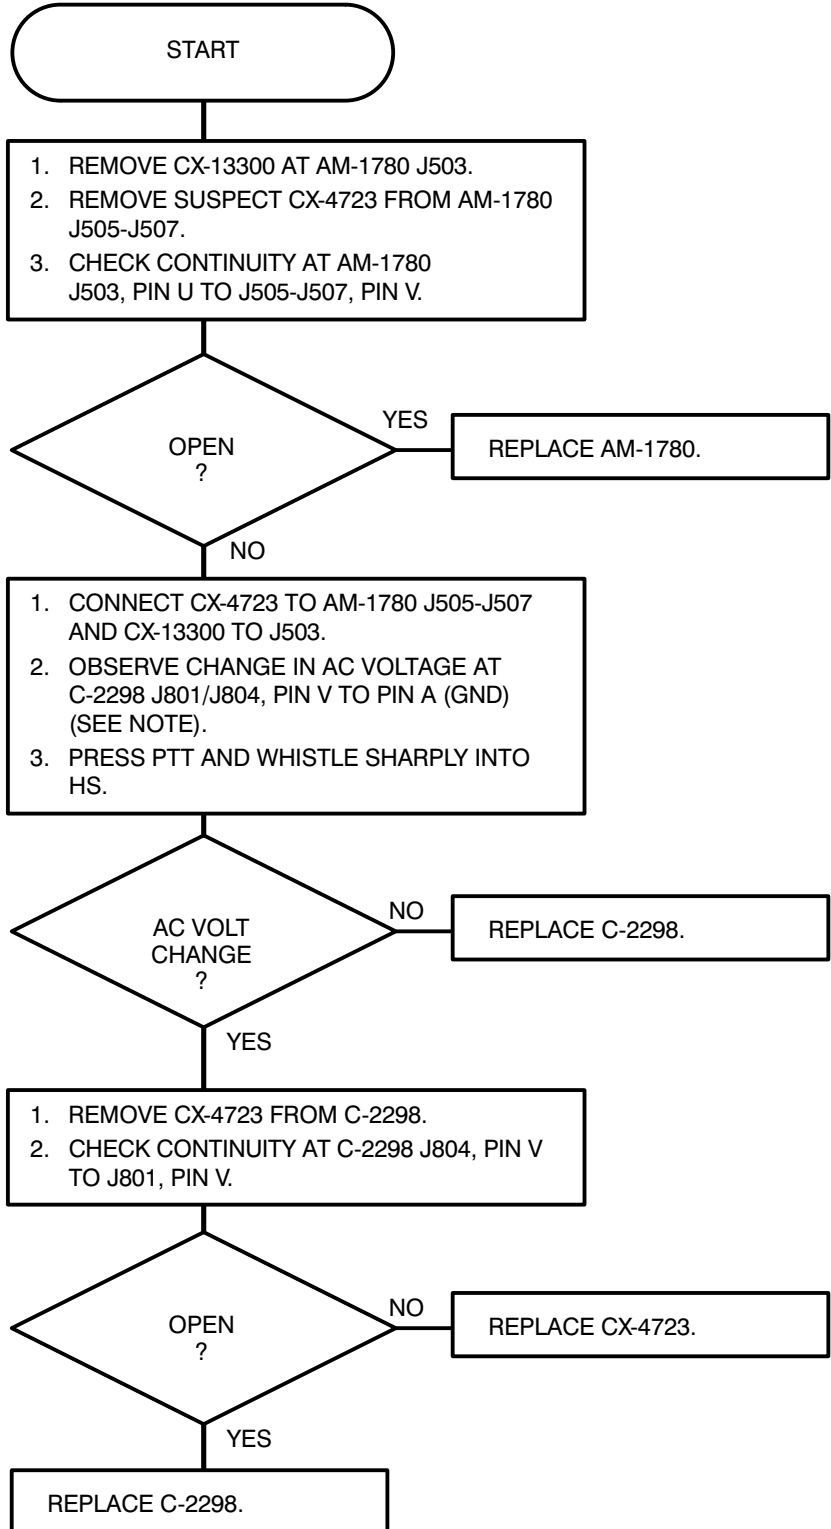 START
1. REMOVE CX-13300 AT AM-1780 J503.
2. REMOVE SUSPECT CX-4723 FROM AM-1780
J505-J507.
3. CHECK CONTINUITY AT AM-1780
J503, PIN U TO J505-J507, PIN V.
OPEN
?
YES
REPLACE AM-1780.
NO
1. CONNECT CX-4723 TO AM-1780 J505-J507
AND CX-13300 TO J503.
2. OBSERVE CHANGE IN AC VOLTAGE AT
C-2298 J801/J804, PIN V TO PIN A (GND)
(SEE NOTE).
3. PRESS PTT AND WHISTLE SHARPLY INTO
HS.
AC VOLT
CHANGE
?
NO
REPLACE C-2298.
YES
1. REMOVE CX-4723 FROM C-2298.
2. CHECK CONTINUITY AT C-2298 J804, PIN V
TO J801, PIN V.
OPEN
?
NO
REPLACE CX-4723.
YES
REPLACE C-2298.